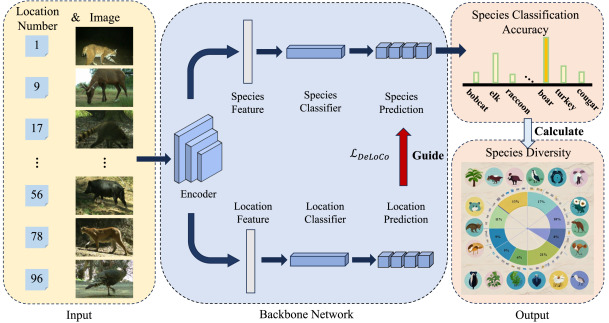 Location
Number
& Image
1
9
17
...
56
78
96
Input
Encoder
Species
Feature
Species
Classifier
Species
Prediction
ℒDeLoCo
Guide
Location
Feature
Location
Classifier
Location
Prediction
Backbone Network
Species Classification
Accuracy
...
bobcat
elk
raccoon
boar
turkey
cougar
Calculate
Species Diversity
Output